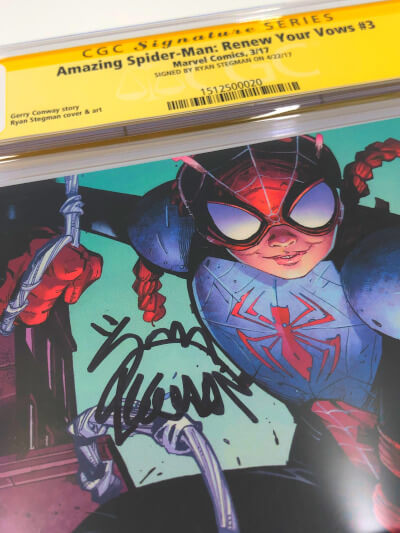 CGC Signature SERIES
Amazing Spider-Man: Renew Your Vows #3
Marvel Comics, 3/17
SIGNED BY RYAN STEGMAN ON 4/22/17
1512500020
Gerry Conway story
Ryan Stegman cover & art